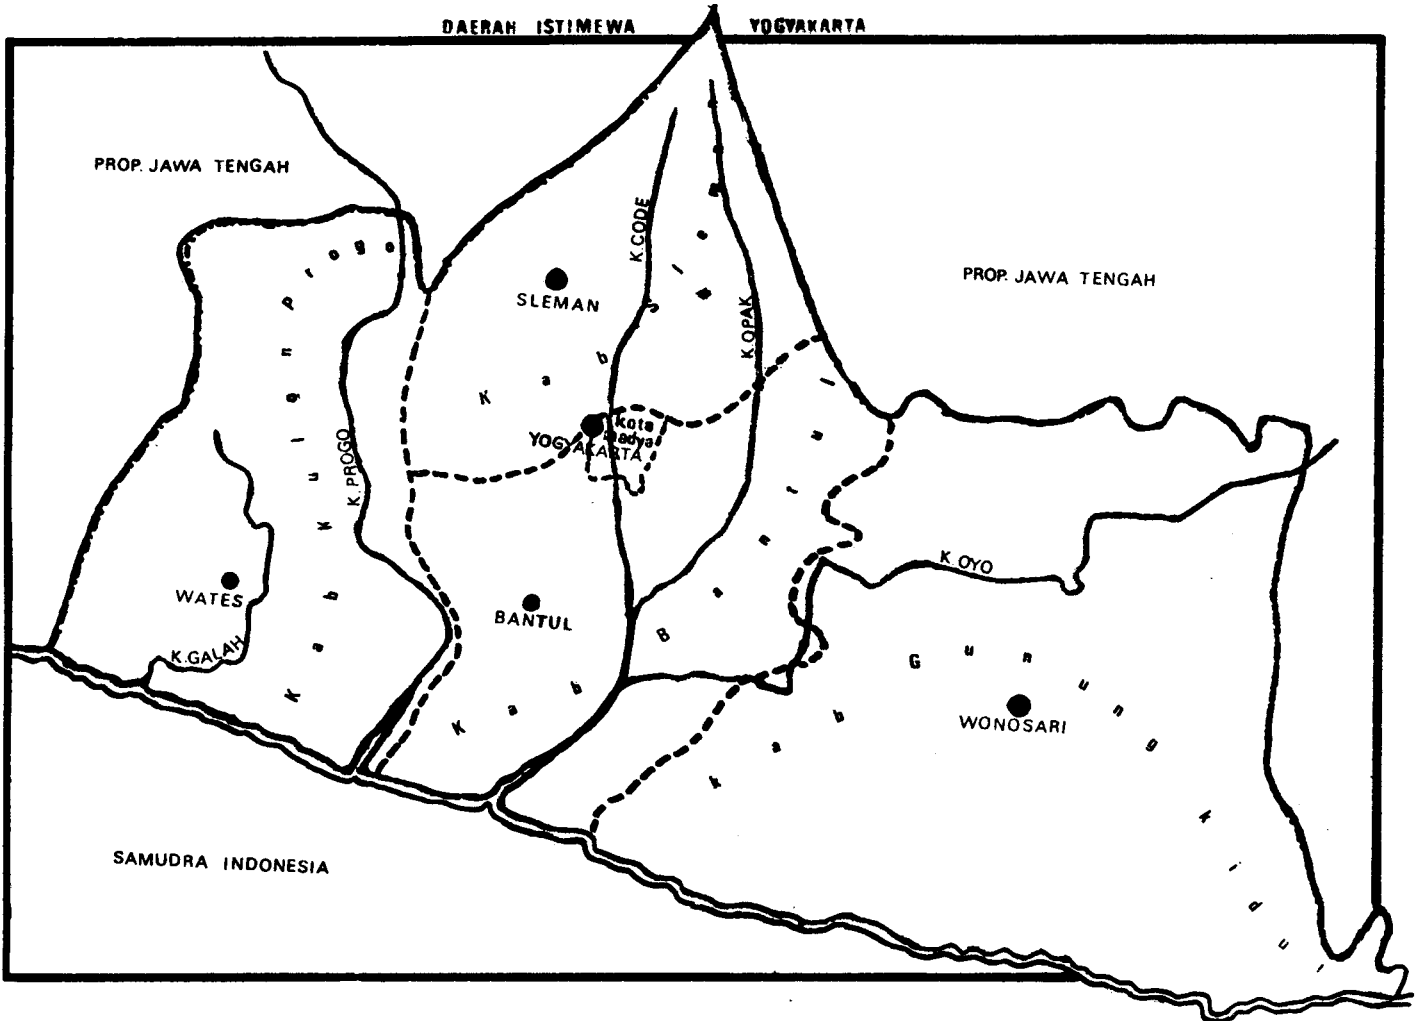 DAERAH ISTIMEWA YOGYAKARTA
PROP. JAWA TENGAH
PROP. JAWA TENGAH
Kab Kulon Progo
K. PROGO
WATES
K. GALAH
SLEMAN
Kab Sleman
K. CODE
K. OPAK
Kota
Madya
YOGYAKARTA
BANTUL
Kab Bantul
K. OYO
Kab Gunung Kidul
WONOSARI
SAMUDRA INDONESIA